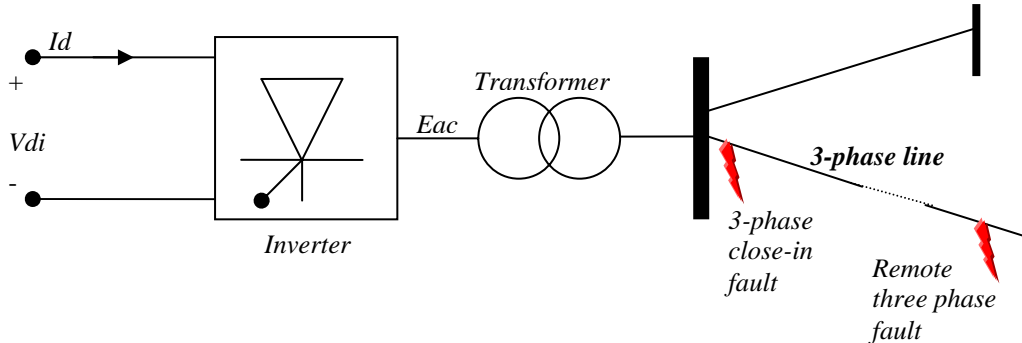 Id
+
Vdi
-
Inverter
Eac
Transformer
3-phase line
3-phase
close-in
fault
Remote
three phase
fault